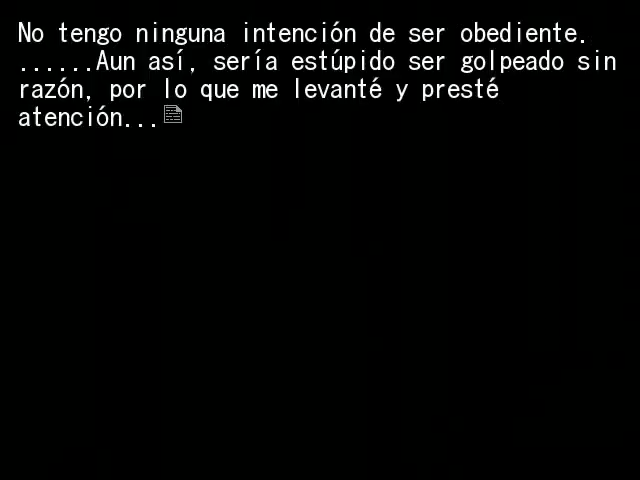 No tengo ninguna intención de ser obediente.
......Aun así, sería estúpido ser golpeado sin
razón, por lo que me levanté y presté
atención...